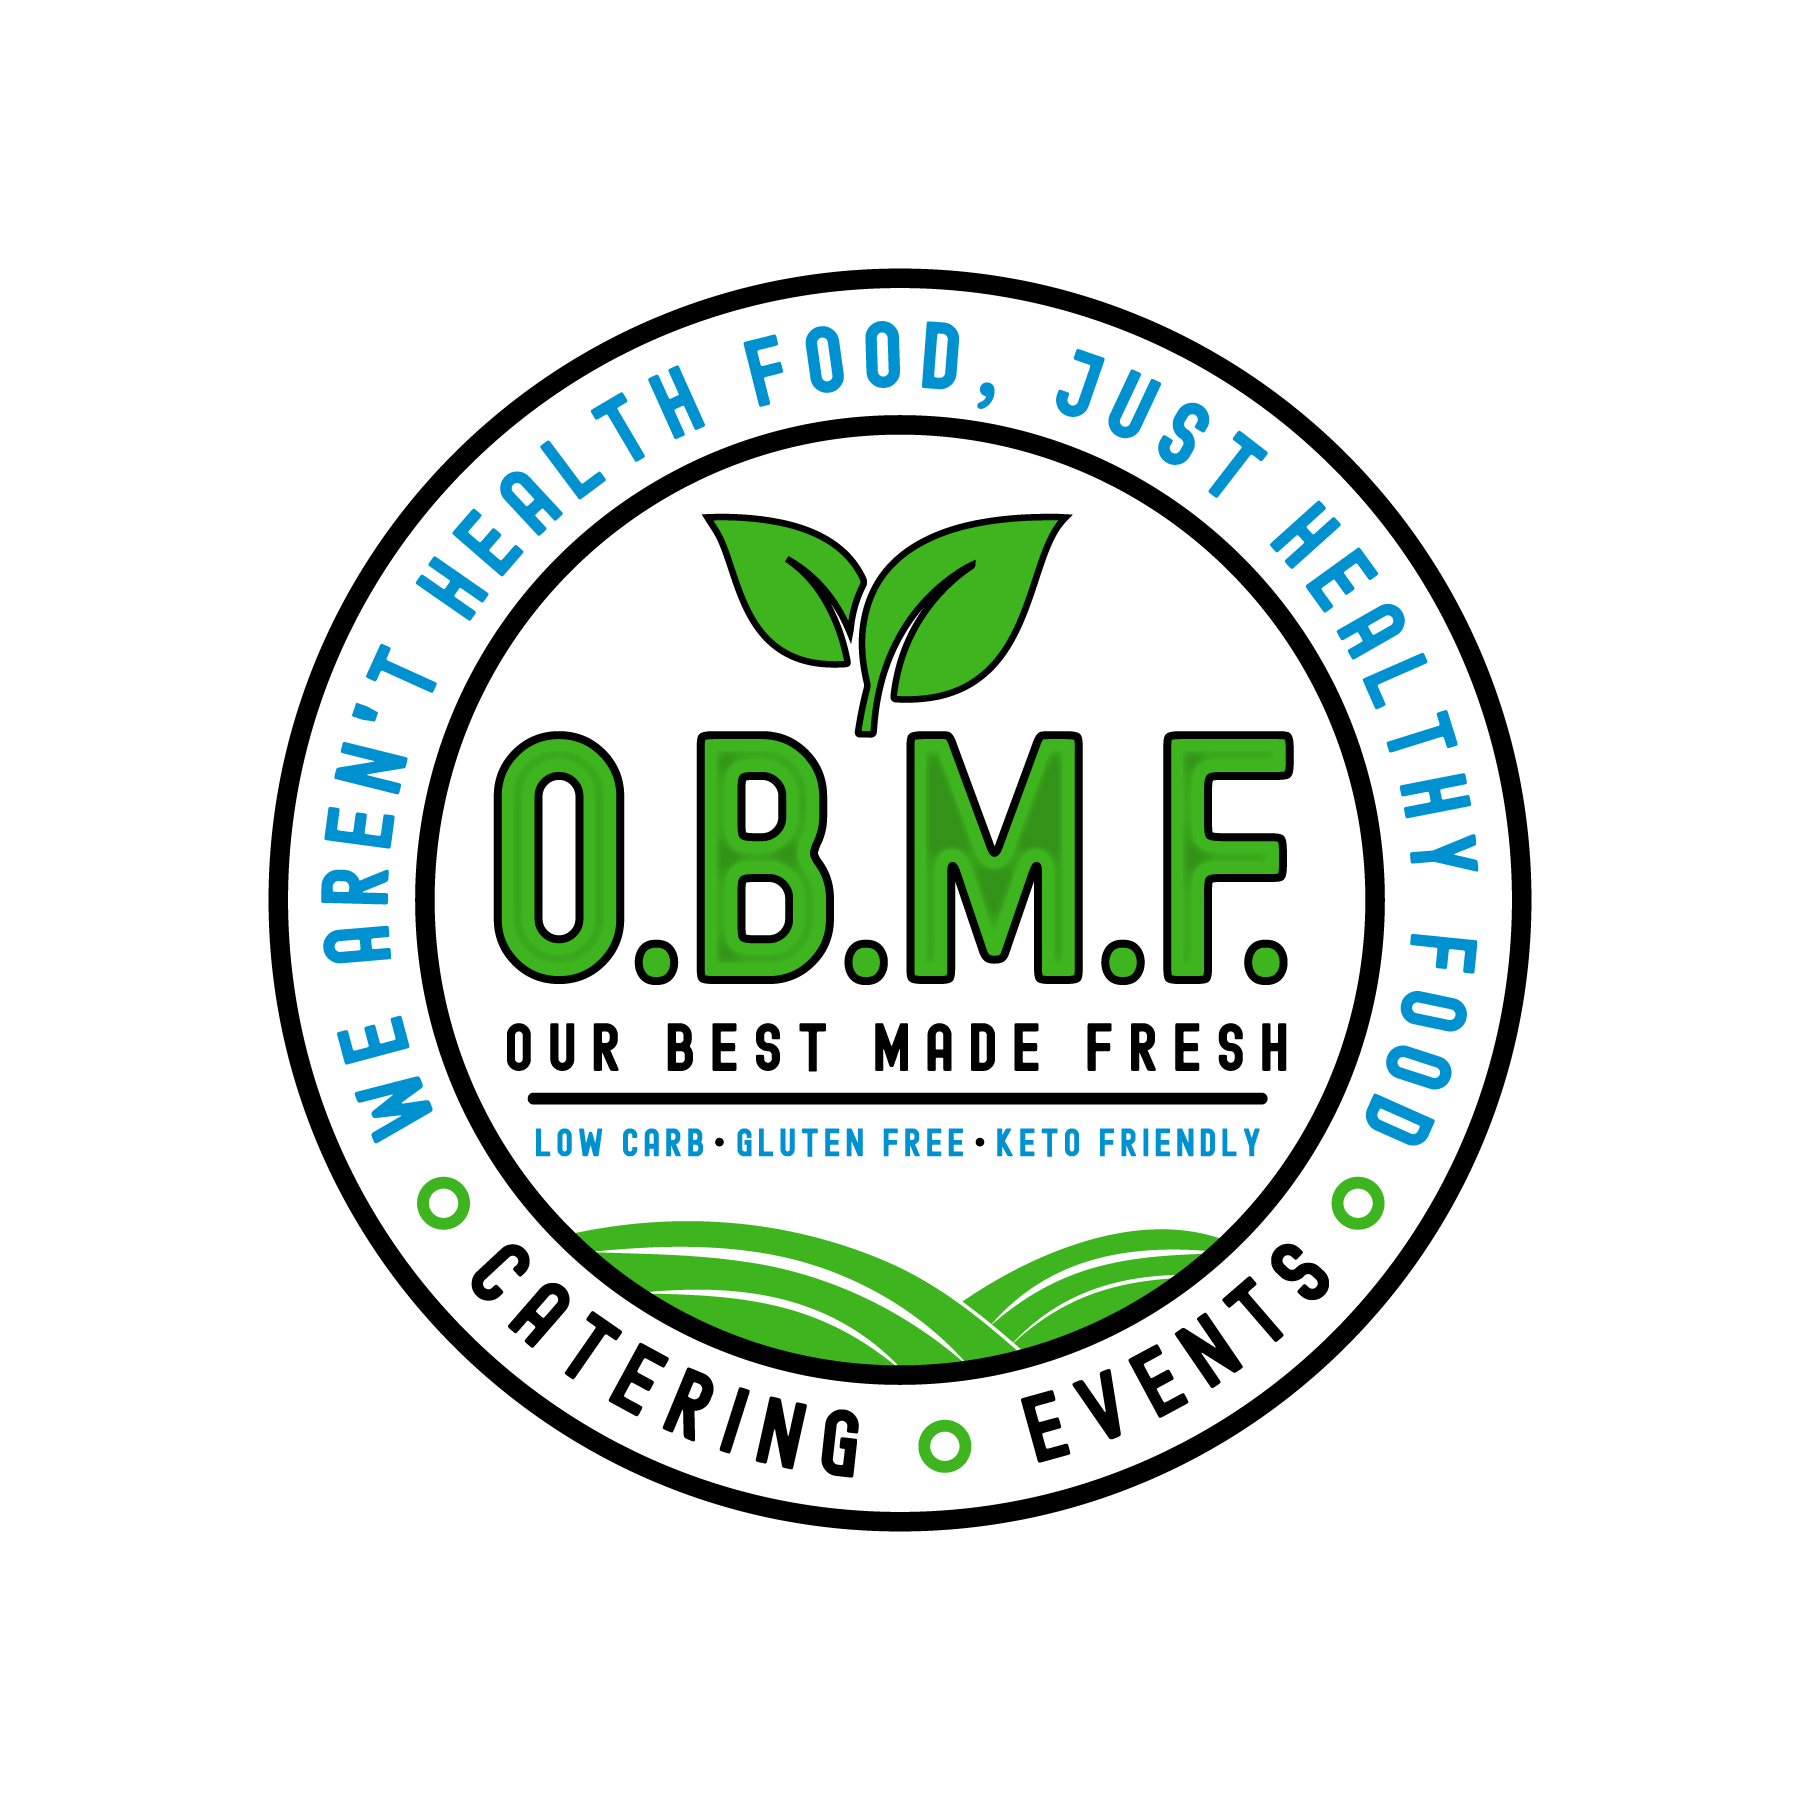 WE AREN'T HEALTH FOOD, JUST HEALTHY FOOD
O.B.M.F.
OUR BEST MADE FRESH
LOW CARB • GLUTEN FREE • KETO FRIENDLY
CATERING
EVENTS